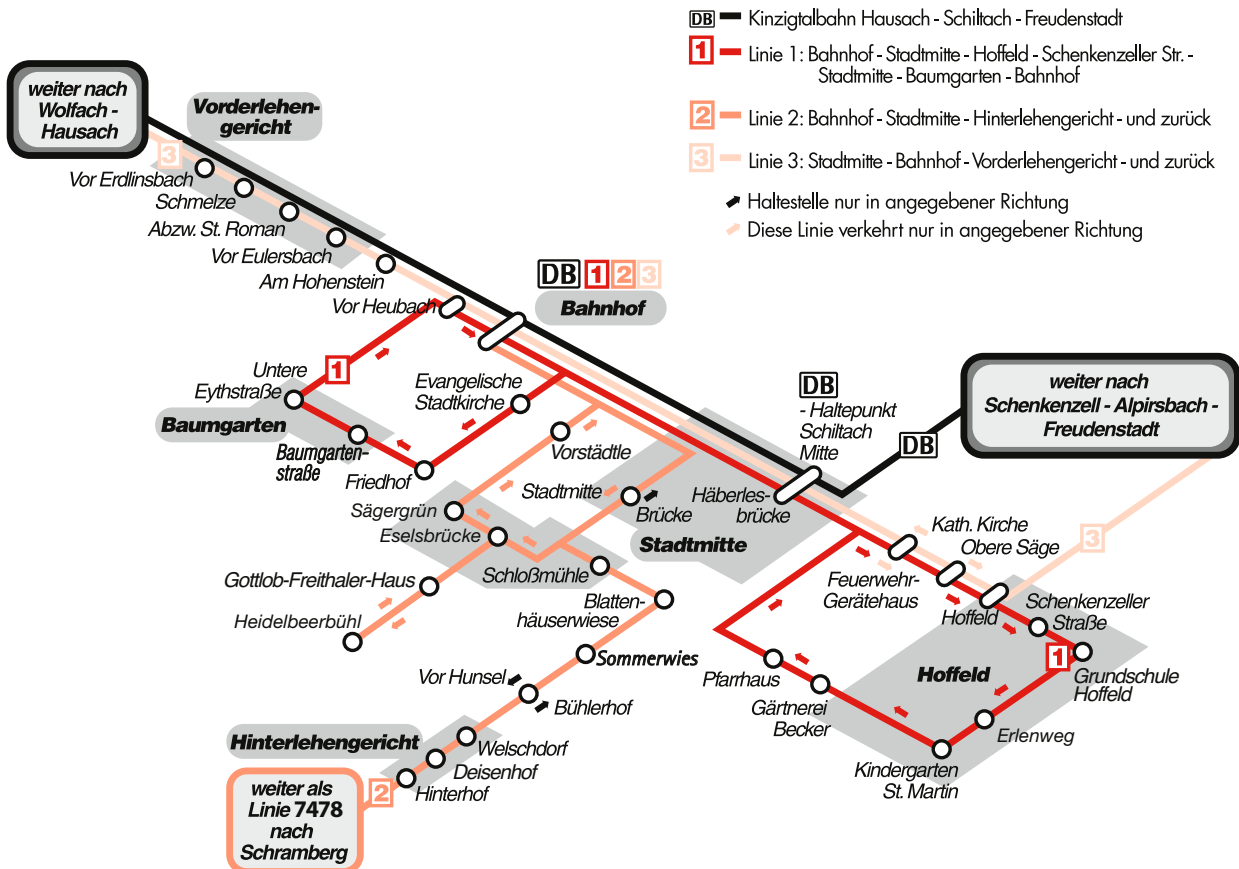 DB Kinzigtalbahn Hausach - Schiltach - Freudenstadt
1 Linie 1: Bahnhof - Stadtmitte - Hoffeld - Schenkenzeller Str. -
Stadtmitte - Baumgarten - Bahnhof
2 Linie 2: Bahnhof - Stadtmitte - Hinterlehengericht - und zurück
3 Linie 3: Stadtmitte - Bahnhof - Vorderlehengericht - und zurück
Haltestelle nur in angegebener Richtung
Diese Linie verkehrt nur in angegebener Richtung
weiter nach
Wolfach -
Hausach
Vorderlehen-
gericht
3
Vor Erdlinsbach
Schmelze
Abzw. St. Roman
Vor Eulersbach
Am Hohenstein
Vor Heubach
DB 1 2 3
Bahnhof
Untere
Eythstraße
1
Baumgarten
Baumgarten-
straße
Friedhof
Evangelische
Stadtkirche
Vorstädtle
Stadtmitte
Brücke
Sägergrün
Eselsbrücke
Stadtmitte
Häberles-
brücke
DB
- Haltepunkt
Schiltach
Mitte
DB
weiter nach
Schenkenzell - Alpirsbach -
Freudenstadt
3
Kath. Kirche
Obere Säge
Feuerwehr-
Gerätehaus
Hoffeld
Schenkenzeller
Straße
1
Grundschule
Hoffeld
Hoffeld
Erlenweg
Kindergarten
St. Martin
Gärtnerei
Becker
Pfarrhaus
Schloßmühle
Gottlob-Freithaler-Haus
Heidelbeerbühl
Blatten-
häuserwiese
Sommerwies
Vor Hunsel
Bühlerhof
Hinterlehengericht
Welschdorf
Deisenhof
Hinterhof
2
weiter als
Linie 7478
nach
Schramberg